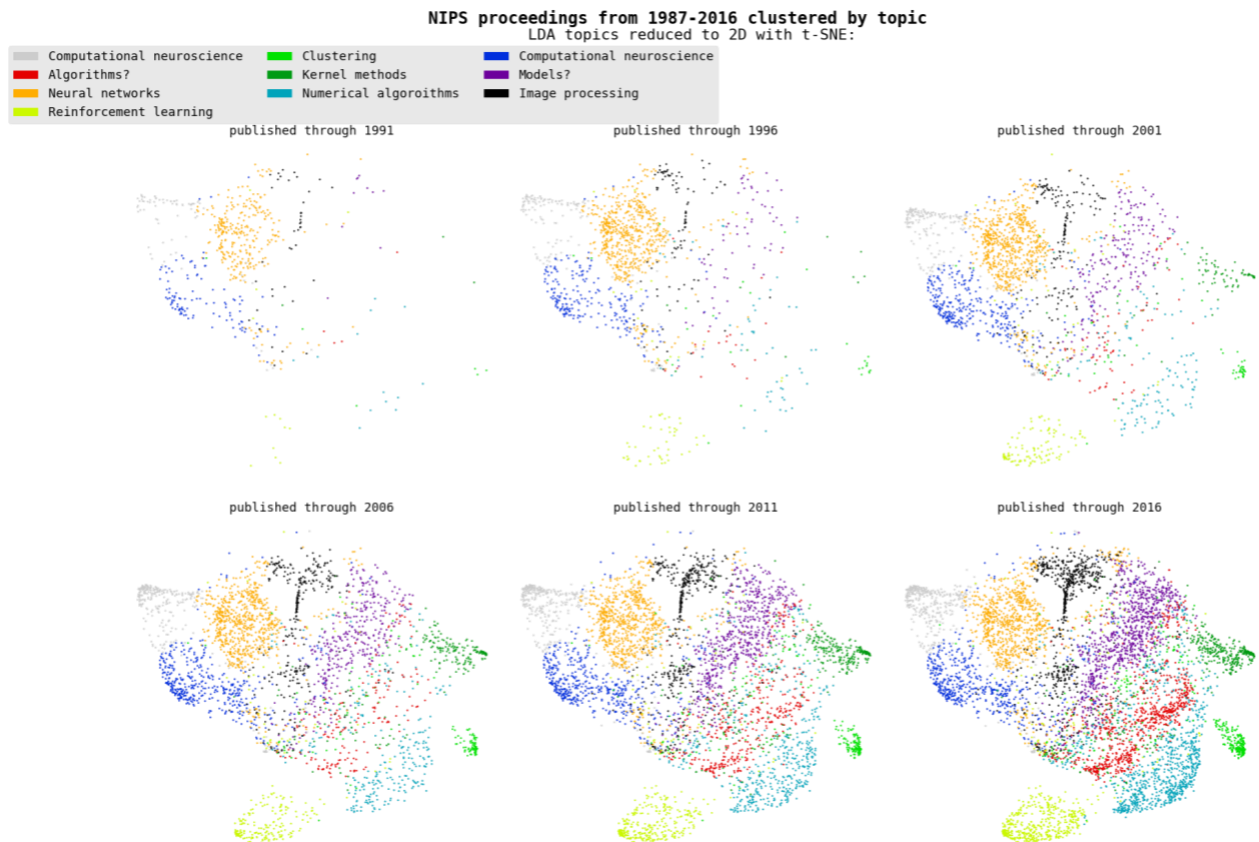 NIPS proceedings from 1987-2016 clustered by topic
LDA topics reduced to 2D with t-SNE:
Computational neuroscience Clustering Computational neuroscience
Algorithms? Kernel methods Models?
Neural networks Numerical algoroithms Image processing
Reinforcement learning
published through 1991 published through 1996 published through 2001
published through 2006 published through 2011 published through 2016